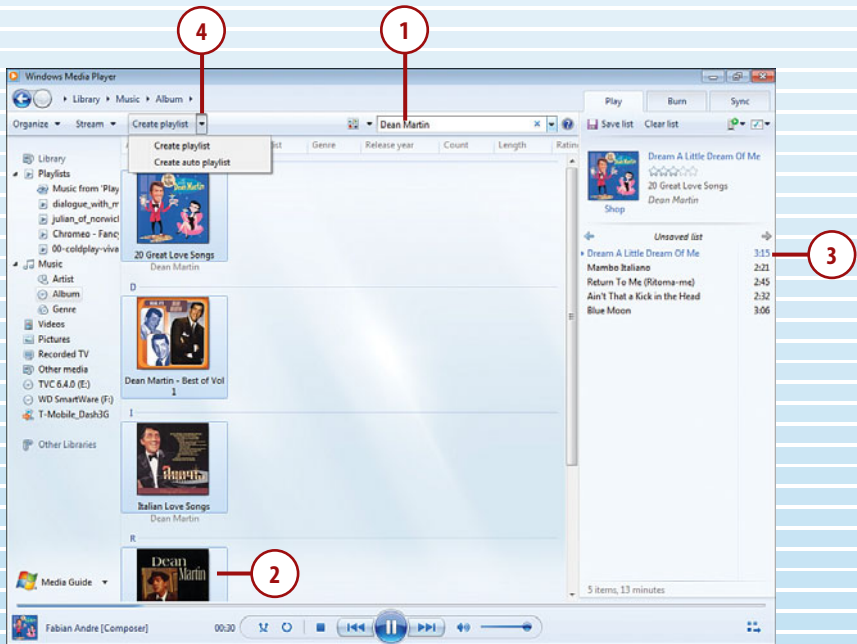 4
1
Windows Media Player
Library Music Album
Play Burn Sync
Organize Stream Create playlist Dean Martin Save list Clear list
Genre Release year Count Length
Create playlist
Create auto playlist
Library
Playlists
Music from 'Play
dialogue_with_m
julian_of_norwicl
Chromeo - Fanc
00-coldplay-viva
Music
Artist
Album
Genre
Videos
Pictures
Recorded TV
Other media
TVC 6.4.0 (E:)
WD SmartWare (F:)
T-Mobile_Dash3G
Other Libraries
Media Guide
Dean Martin
20 Great Love Songs
Dean Martin
D
Dean Martin - Best of Vol
1
I
Italian Love Songs
Dean Martin
R
Dean
Martin
2
Dream A Little Dream Of Me
20 Great Love Songs
Dean Martin
Shop
Unsaved list
Dream A Little Dream Of Me 3:15
Mambo Italiano 2:21
Return To Me (Ritorna-me) 2:45
Ain't That a Kick in the Head 2:32
Blue Moon 3:06
3
5 items, 13 minutes
Fabian Andre [Composer] 00:30